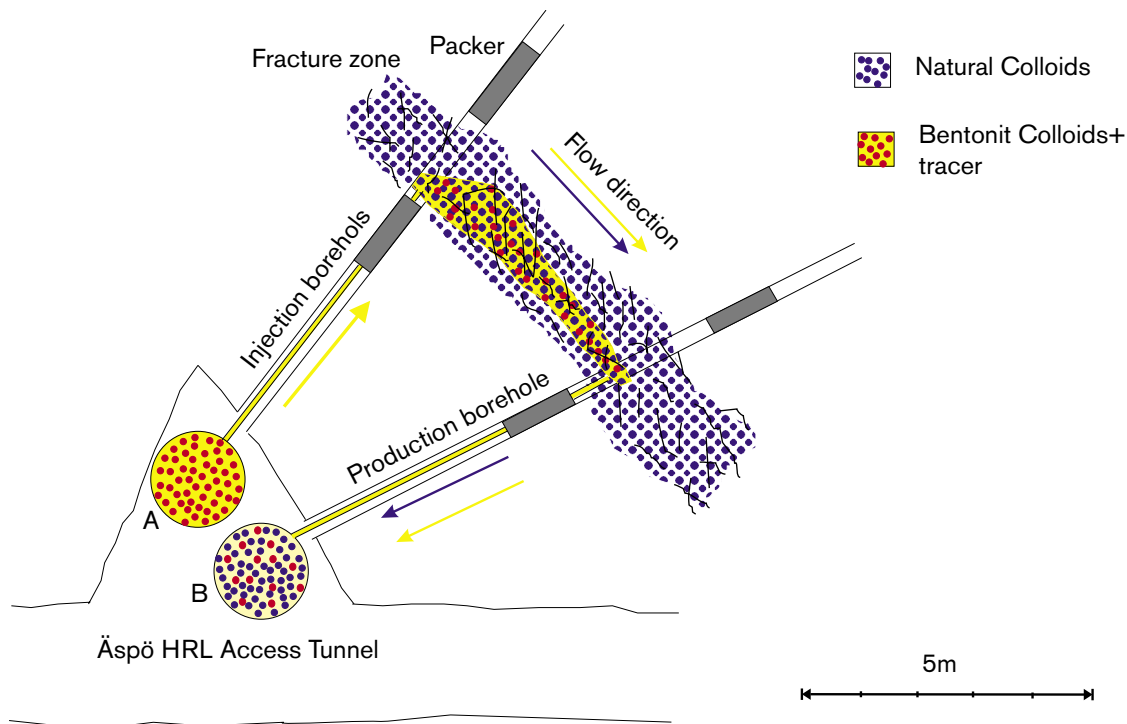 Packer
Fracture zone
Natural Colloids
Bentonit Colloids+
tracer
Flow direction
Injection borehols
Production borehole
A
B
Äspö HRL Access Tunnel
5m